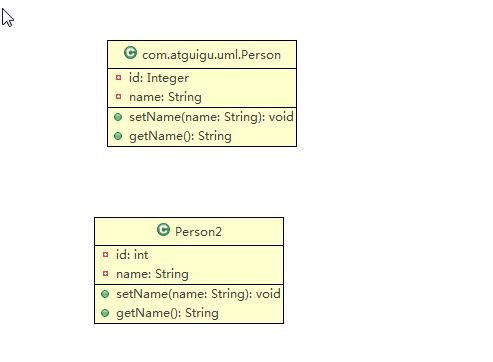 com.atguigu.uml.Person
id: Integer
name: String
setName(name: String): void
getName(): String
Person2
id: int
name: String
setName(name: String): void
getName(): String